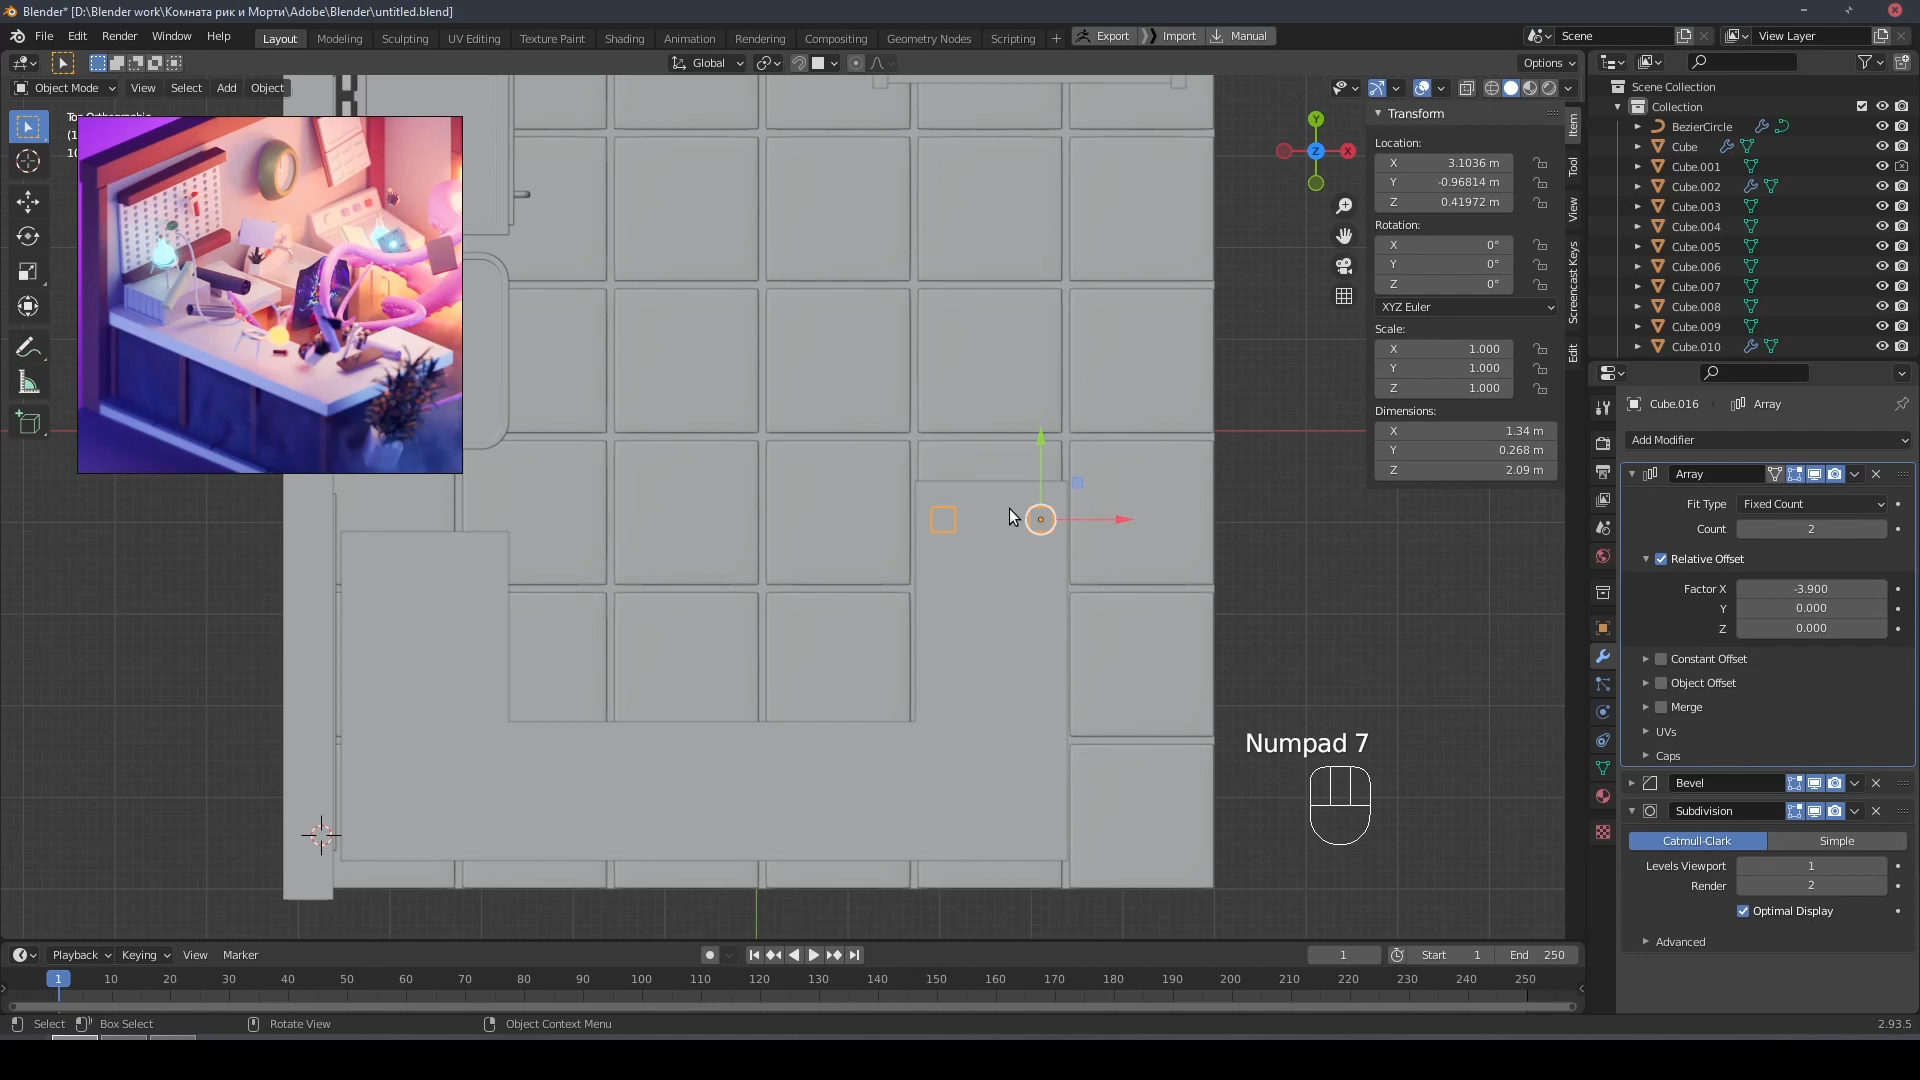 Blender* [D:\Blender work\Комната рик и Морти\Adobe\Blender\untitled.blend]
File Edit Render Window Help Layout Modeling Sculpting UV Editing Texture Paint Shading Animation Rendering Compositing Geometry Nodes Scripting + Export Import Manual Scene View Layer
Global Options
Object Mode View Select Add Object
Y
X
Z
Transform
Location:
X 3.1036 m
Y -0.96814 m
Z 0.41972 m
Rotation:
X 0°
Y 0°
Z 0°
XYZ Euler
Scale:
X 1.000
Y 1.000
Z 1.000
Dimensions:
X 1.34 m
Y 0.268 m
Z 2.09 m
Item
Tool
View
Screencast Keys
Edit
Scene Collection
Collection
BezierCircle
Cube
Cube.001
Cube.002
Cube.003
Cube.004
Cube.005
Cube.006
Cube.007
Cube.008
Cube.009
Cube.010
Cube.016 Array
Add Modifier
Array
Fit Type Fixed Count
Count 2
Relative Offset
Factor X -3.900
Y 0.000
Z 0.000
Constant Offset
Object Offset
Merge
UVs
Caps
Bevel
Subdivision
Catmull-Clark Simple
Levels Viewport 1
Render 2
Optimal Display
Advanced
Numpad 7
Playback Keying View Marker 1 Start 1 End 250
1 10 20 30 40 50 60 70 80 90 100 110 120 130 140 150 160 170 180 190 200 210 220 230 240 250
Select Box Select Rotate View Object Context Menu 2.93.5